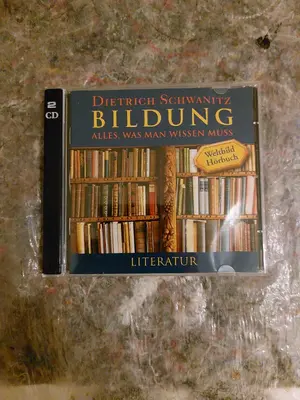 2
CD
DIETRICH SCHWANITZ
BILDUNG
ALLES, WAS MAN WISSEN MUSS
Weltbild
Hörbuch
LITERATUR